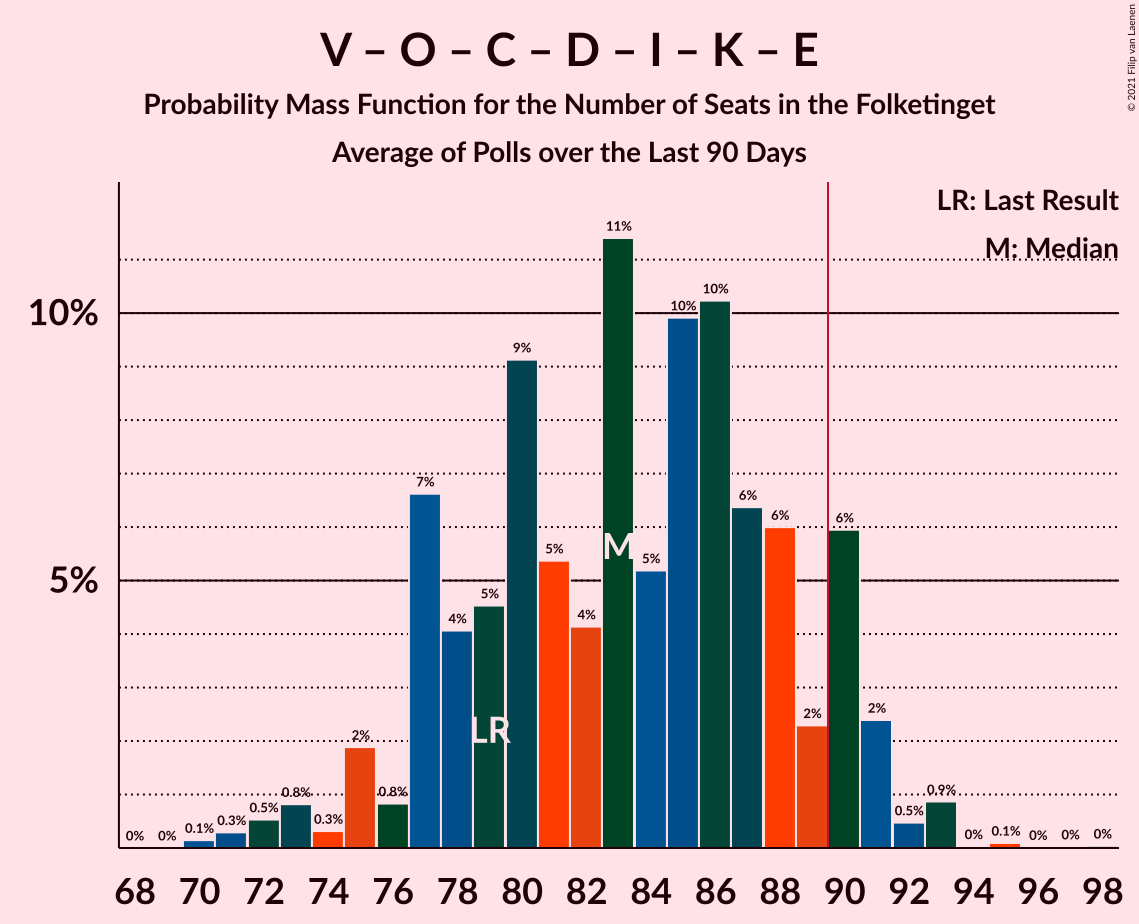 V – O – C – D – I – K – E
Probability Mass Function for the Number of Seats in the Folketinget
Average of Polls over the Last 90 Days
© 2021 Filip van Laenen
LR: Last Result
M: Median
10%
5%
0% 0% 0.1% 0.3% 0.5% 0.8% 0.3% 2% 0.8% 7% 4% 5% 9% 5% 4% 11% 5% 10% 10% 6% 6% 2% 6% 2% 0.5% 0.9% 0% 0.1% 0% 0% 0%
M
LR
68 70 72 74 76 78 80 82 84 86 88 90 92 94 96 98